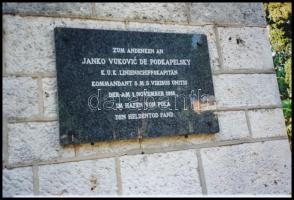 ZUM ANDENKEN AN
JANKO VUKOVIĆ DE PODKAPELSKY
K.U.K. LINIENSCHIFFSKAPITÄN
KOMMANDANT S.M.S. VIRIBUS UNITIS
DER AM 1. NOVEMBER 1918
IM HAFEN VON POLA
DEN HELDENTOD FAND